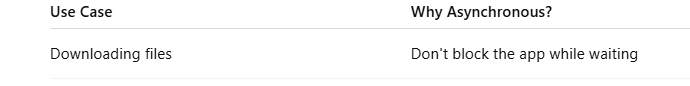 Use Case Why Asynchronous?
Downloading files Don't block the app while waiting